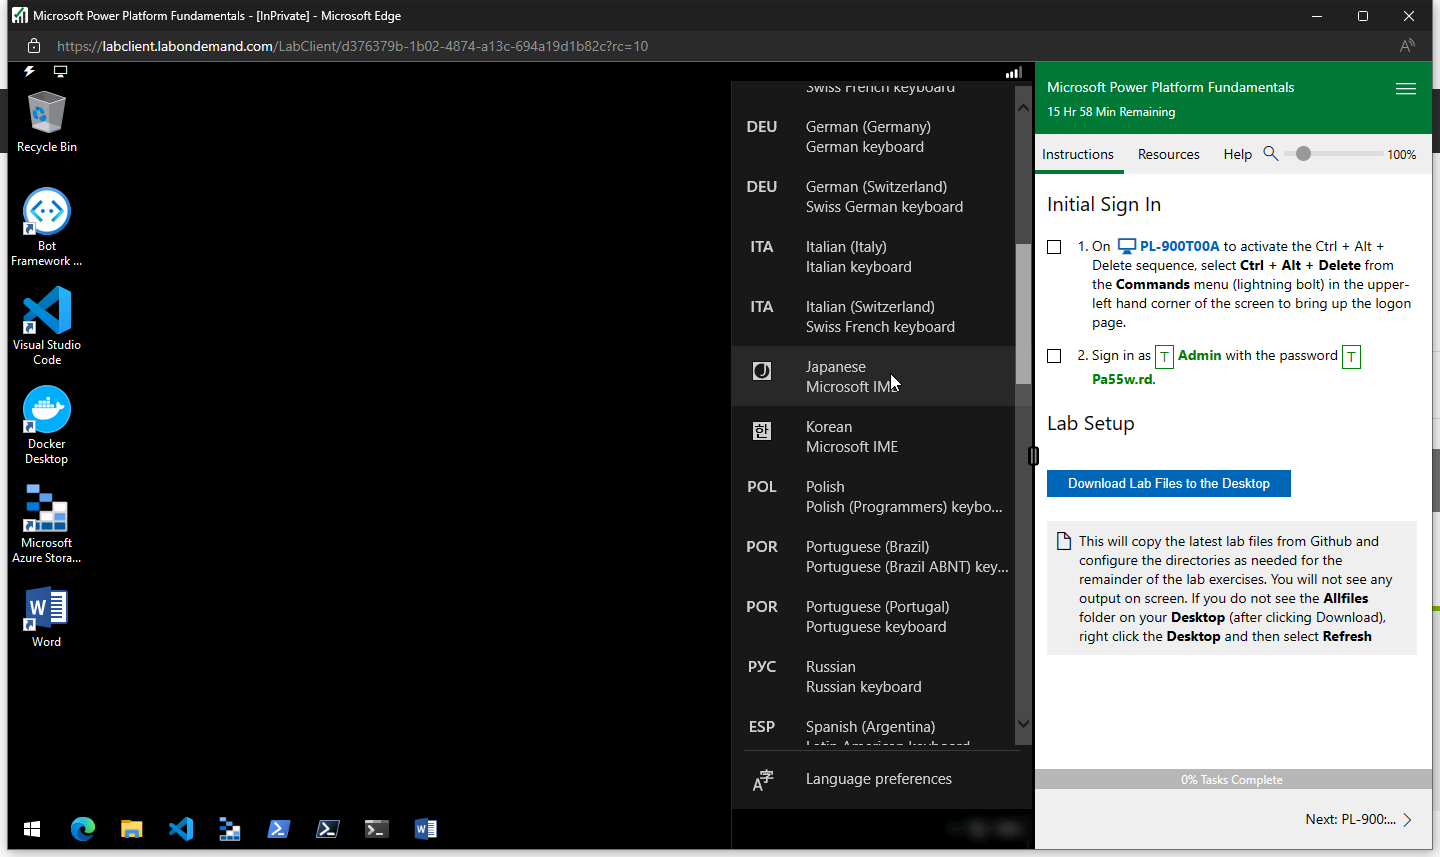 Microsoft Power Platform Fundamentals - [InPrivate] - Microsoft Edge
https://labclient.labondemand.com/LabClient/d376379b-1b02-4874-a13c-694a19d1b82c?rc=10
Recycle Bin
Bot
Framework ...
Visual Studio
Code
Docker
Desktop
Microsoft
Azure Stora...
Word
Swiss French keyboard
DEU German (Germany)
German keyboard
DEU German (Switzerland)
Swiss German keyboard
ITA Italian (Italy)
Italian keyboard
ITA Italian (Switzerland)
Swiss French keyboard
J Japanese
Microsoft IME
한 Korean
Microsoft IME
POL Polish
Polish (Programmers) keybo...
POR Portuguese (Brazil)
Portuguese (Brazil ABNT) key...
POR Portuguese (Portugal)
Portuguese keyboard
РУС Russian
Russian keyboard
ESP Spanish (Argentina)
Latin American keyboard
A字 Language preferences
Microsoft Power Platform Fundamentals
15 Hr 58 Min Remaining
Instructions Resources Help 100%
Initial Sign In
1. On PL-900T00A to activate the Ctrl + Alt +
Delete sequence, select Ctrl + Alt + Delete from
the Commands menu (lightning bolt) in the upper-
left hand corner of the screen to bring up the logon
page.
2. Sign in as T Admin with the password T
Pa55w.rd.
Lab Setup
Download Lab Files to the Desktop
This will copy the latest lab files from Github and
configure the directories as needed for the
remainder of the lab exercises. You will not see any
output on screen. If you do not see the Allfiles
folder on your Desktop (after clicking Download),
right click the Desktop and then select Refresh
0% Tasks Complete
Next: PL-900:...